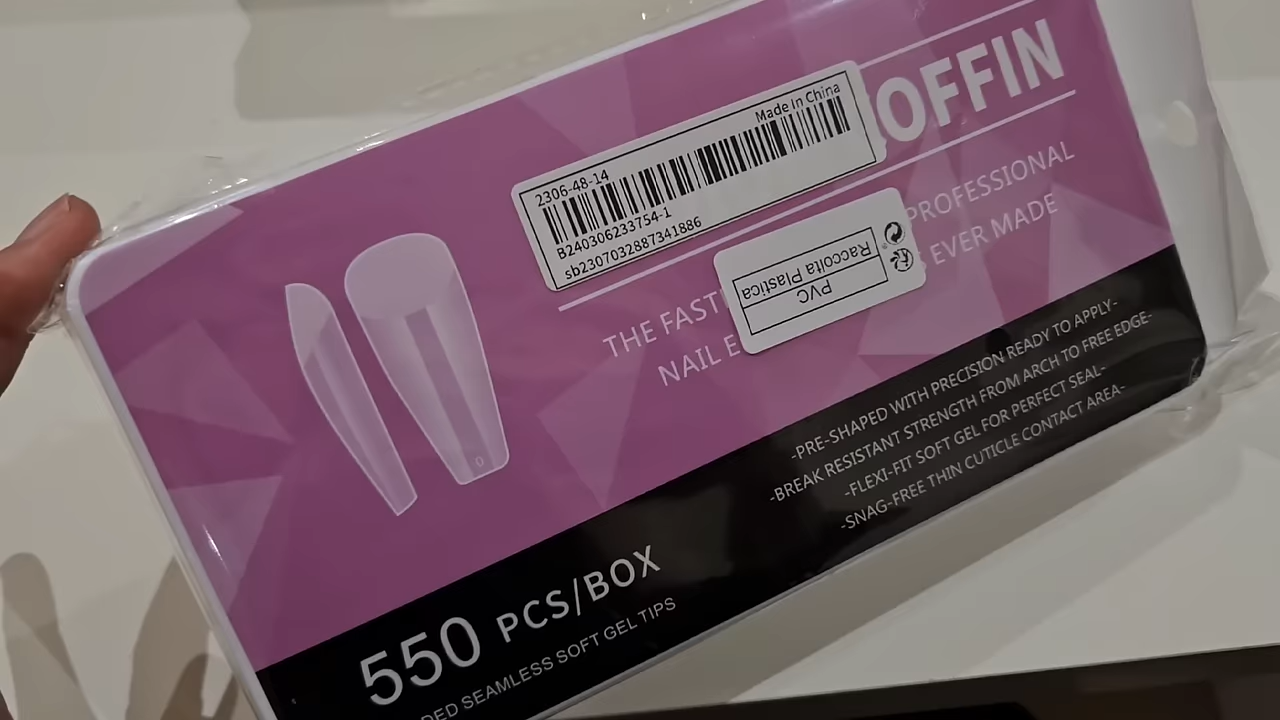 OFFIN
Made In China
2306-48-14
B240306233754-1
sb2307032887341886
THE FAST PROFESSIONAL
NAIL E EVER MADE
PVC
Raccolta Plastica
-PRE-SHAPED WITH PRECISION READY TO APPLY-
-BREAK RESISTANT STRENGTH FROM ARCH TO FREE EDGE-
-FLEXI-FIT SOFT GEL FOR PERFECT SEAL-
-SNAG-FREE THIN CUTICLE CONTACT AREA-
0
550 PCS/BOX
DED SEAMLESS SOFT GEL TIPS